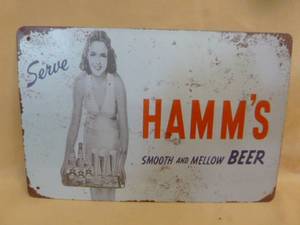 Serve
HAMM'S
SMOOTH AND MELLOW BEER